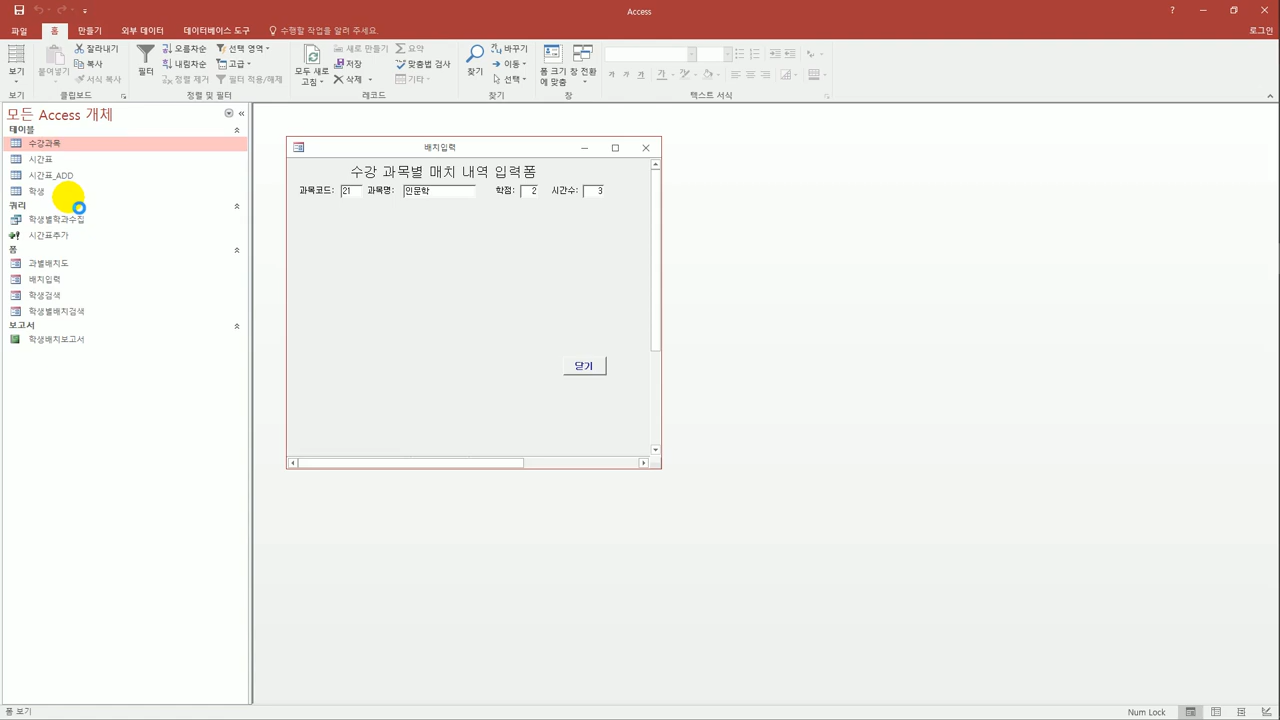 Access
파일 홈 만들기 외부 데이터 데이터베이스 도구 수행할 작업을 알려 주세요. 로그인
보기 붙여넣기 잘라내기 복사 서식 복사 필터 오름차순 내림차순 정렬 제거 선택 영역 고급 필터 적용/해제 모두 새로 고침 새로 만들기 저장 삭제 요약 맞춤법 검사 기타 찾기 바꾸기 이동 선택 폼 크기에 맞춤 창 전환 가 가 가 가
보기 클립보드 정렬 및 필터 레코드 찾기 창 텍스트 서식
모든 Access 개체
테이블
수강과목
시간표
시간표_ADD
학생
쿼리
학생별학과수집
시간표추가
폼
과별배치도
배치입력
학생검색
학생별배치검색
보고서
학생배치보고서
배치입력
수강 과목별 매치 내역 입력폼
과목코드: 21 과목명: 인문학 학점: 2 시간수: 3
닫기
폼 보기 Num Lock